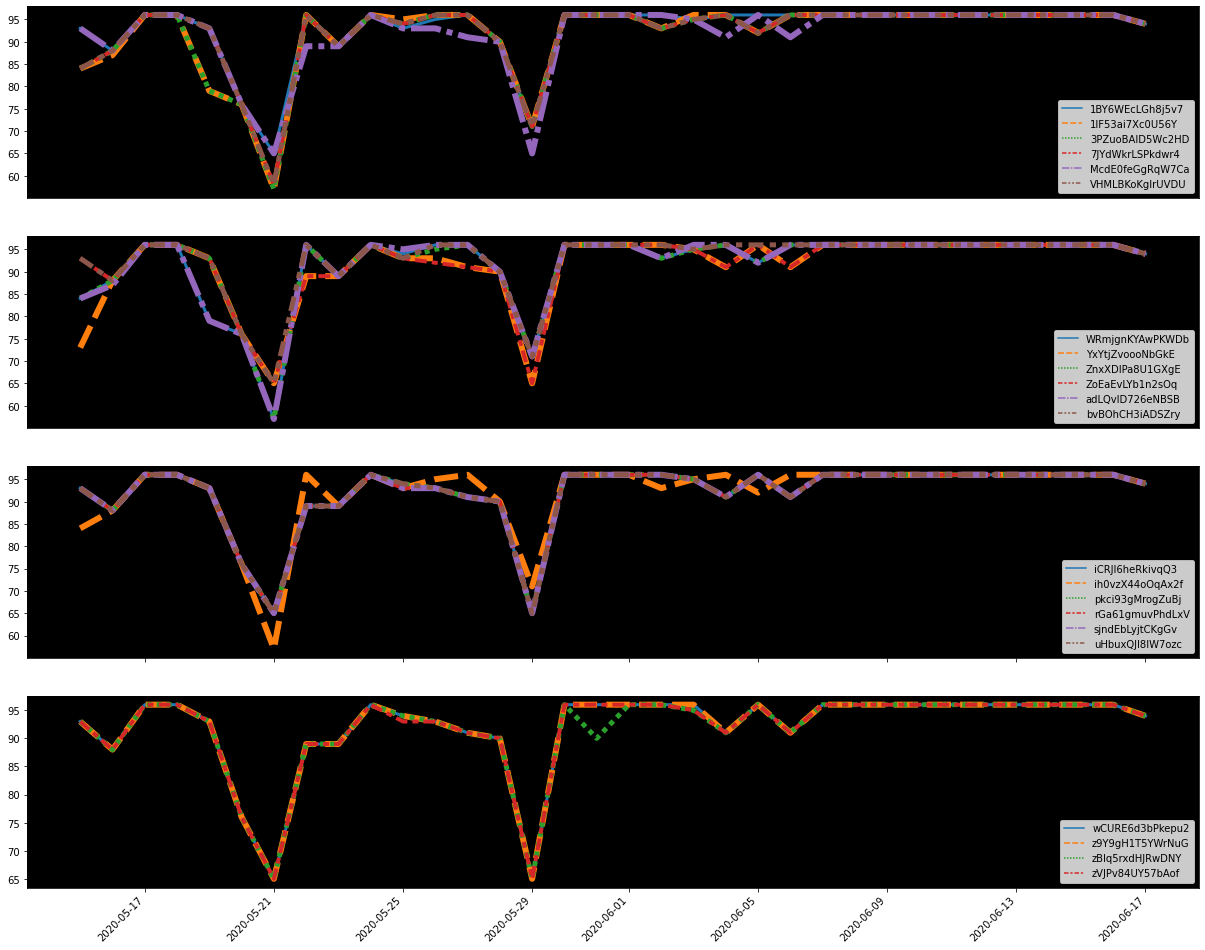 95
90
85
80
75
70
65
60
1BY6WEcLGh8j5v7
1IF53ai7Xc0U56Y
3PZuoBAID5Wc2HD
7JYdWkrLSPkdwr4
McdE0feGgRqW7Ca
VHMLBKoKglrUVDU
95
90
85
80
75
70
65
60
WRmjgnKYAwPKWDb
YxYtjZvoooNbGkE
ZnxXDlPa8U1GXgE
ZoEaEvLYb1n2sOq
adLQvlD726eNBSB
bvBOhCH3iADSZry
95
90
85
80
75
70
65
60
iCRJl6heRkivqQ3
ih0vzX44oOqAx2f
pkci93gMrogZuBj
rGa61gmuvPhdLxV
sjndEbLyjtCKgGv
uHbuxQJl8lW7ozc
95
90
85
80
75
70
65
wCURE6d3bPkepu2
z9Y9gH1T5YWrNuG
zBIq5rxdHJRwDNY
zVJPv84UY57bAof
2020-05-17
2020-05-21
2020-05-25
2020-05-29
2020-06-01
2020-06-05
2020-06-09
2020-06-13
2020-06-17